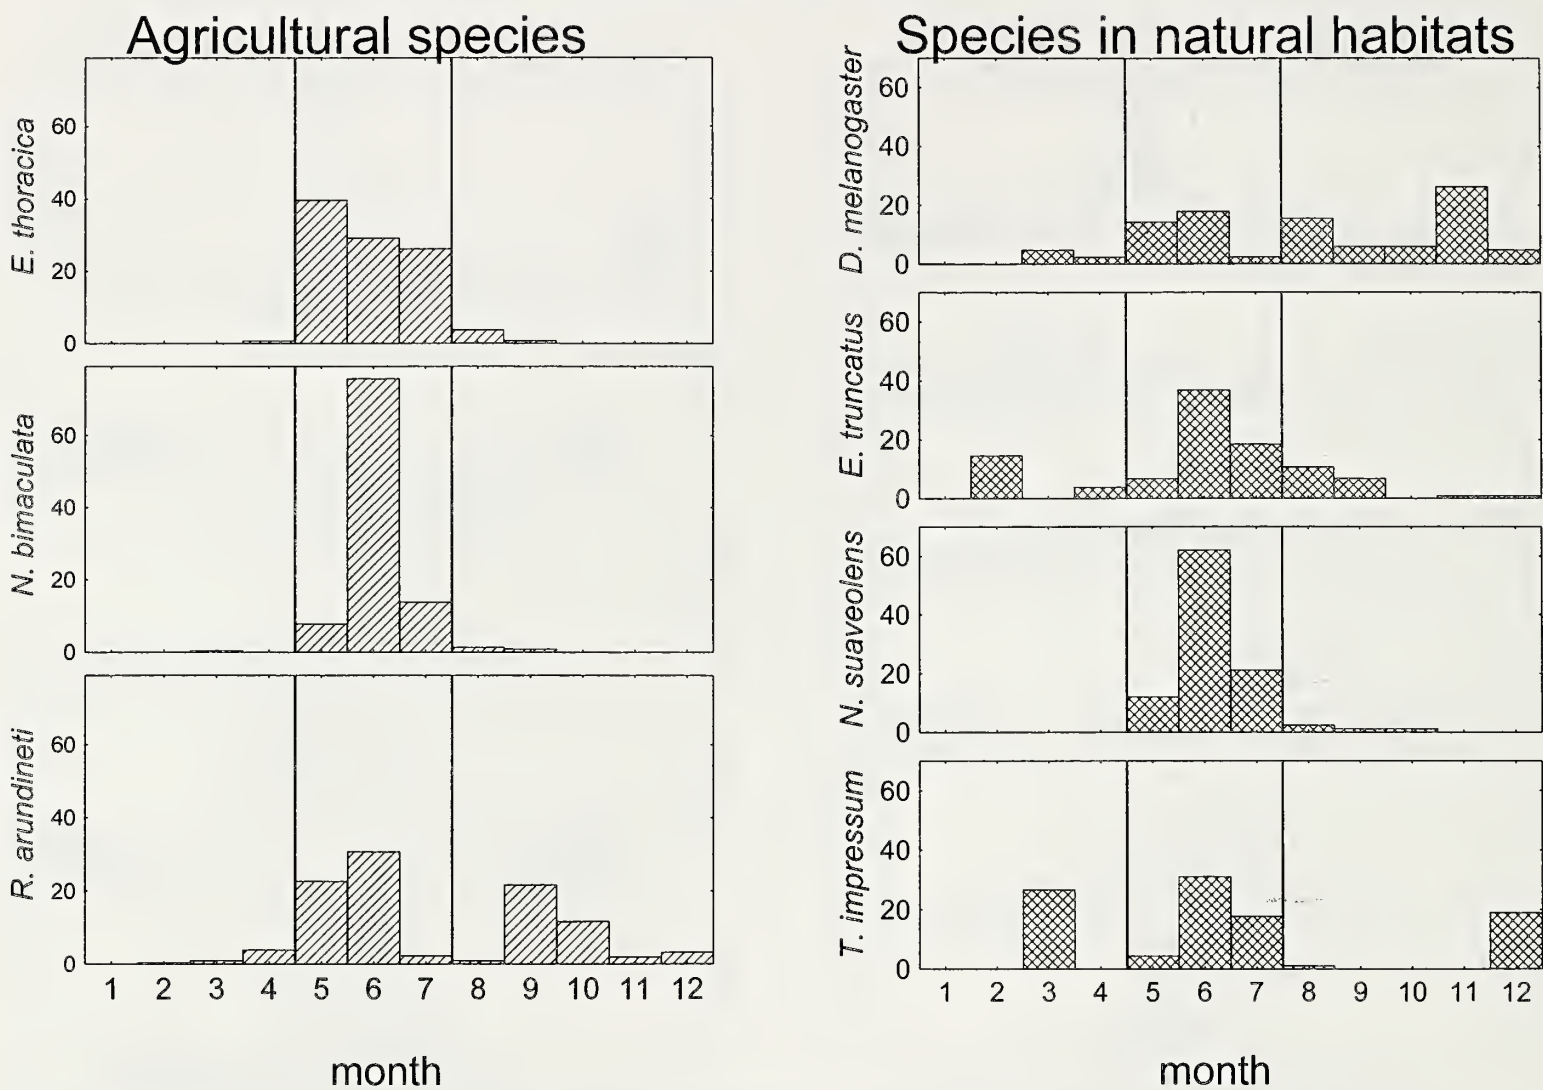 Agricultural species
E. thoracica
60
40
20
0
N. bimaculata
60
40
20
0
R. arundineti
60
40
20
0
1 2 3 4 5 6 7 8 9 10 11 12
month
Species in natural habitats
D. melanogaster
60
40
20
0
E. truncatus
60
40
20
0
N. suaveolens
60
40
20
0
T. impressum
60
40
20
0
1 2 3 4 5 6 7 8 9 10 11 12
month